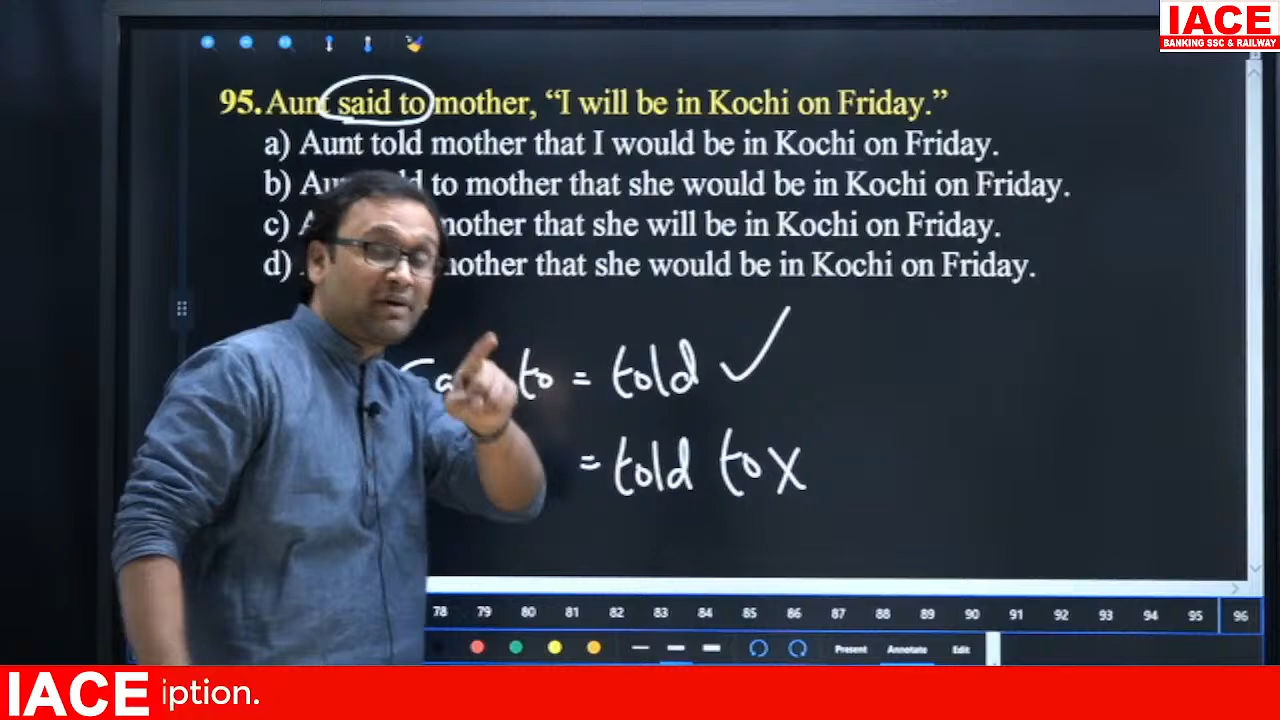 IACE
BANKING SSC & RAILWAY
95. Aunt said to mother, “I will be in Kochi on Friday.”
a) Aunt told mother that I would be in Kochi on Friday.
b) to mother that she would be in Kochi on Friday.
c) mother that she will be in Kochi on Friday.
d) mother that she would be in Kochi on Friday.
to = told ✓
= told to x
78 79 80 81 82 83 84 85 86 87 88 89 90 91 92 93 94 95 96
Present Annotate Edit
IACE iption.